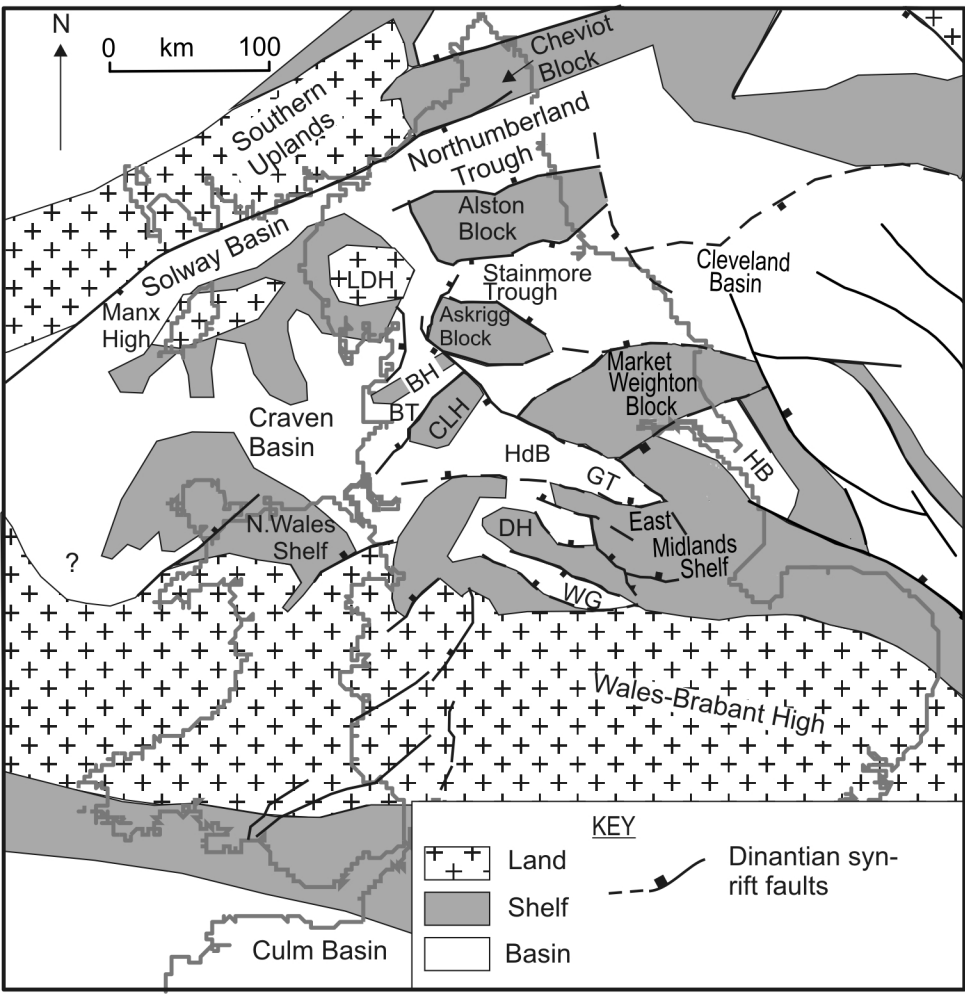 N
0 km 100
Cheviot
Block
Southern
Uplands
Northumberland
Trough
Alston
Block
Solway Basin
LDH
Stainmore
Trough
Cleveland
Basin
Manx
High
Askrigg
Block
BH
Market
Weighton
Block
BT
CLH
Craven
Basin
HdB
GT
HB
N.Wales
Shelf
DH
East
Midlands
Shelf
?
WG
Wales-Brabant High
KEY
Land
Shelf
Basin
Dinantian syn-
rift faults
Culm Basin